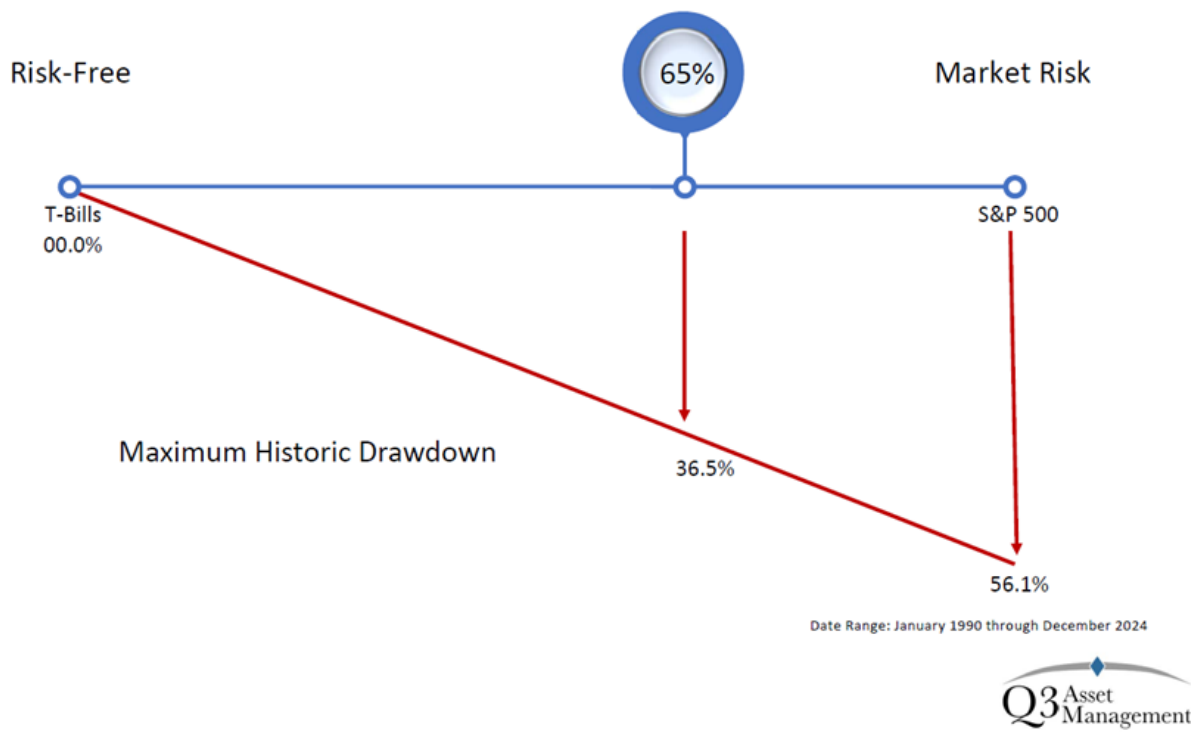 65%
Risk-Free
Market Risk
T-Bills
00.0%
S&P 500
Maximum Historic Drawdown
36.5%
56.1%
Date Range: January 1990 through December 2024
Q3 Asset
Management